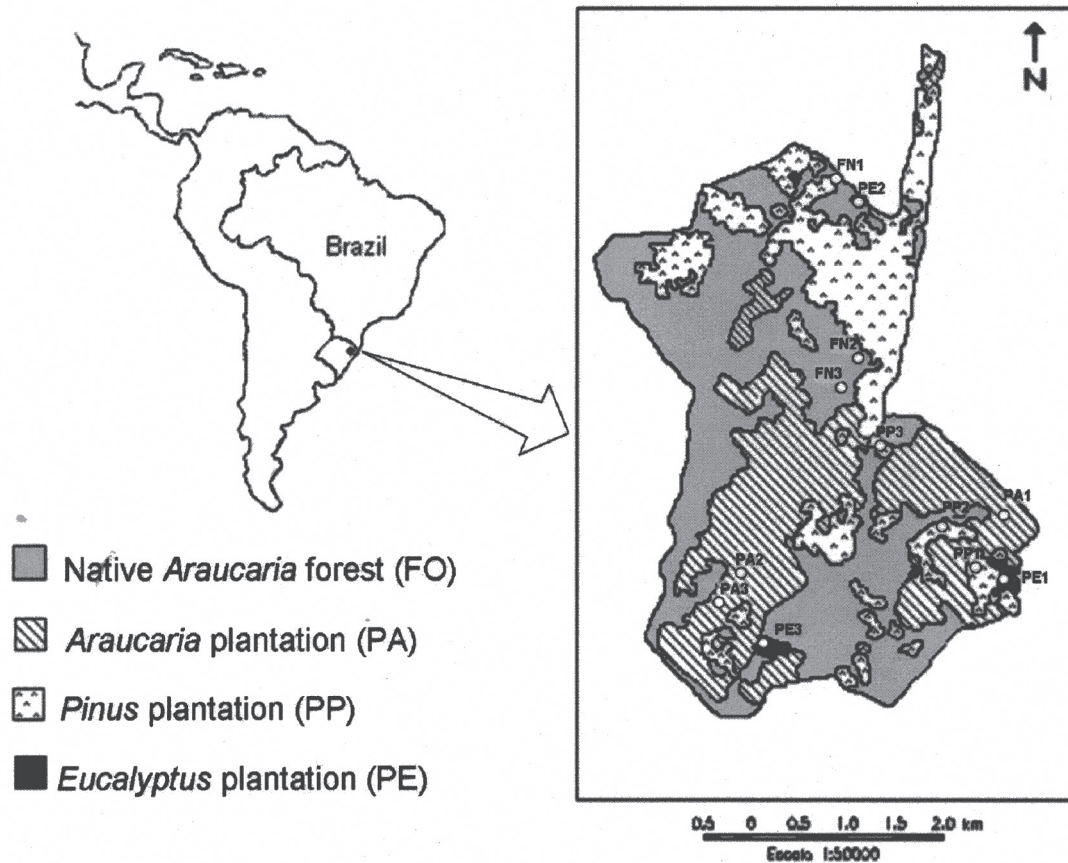 Brazil
N
FN1
PE2
FN2
FN3
PP3
PA1
PP2
PP1
PE1
PA2
PA3
PE3
Native Araucaria forest (FO)
Araucaria plantation (PA)
Pinus plantation (PP)
Eucalyptus plantation (PE)
0.5 0 0.5 1.0 1.5 2.0 km
Escala 1:50000